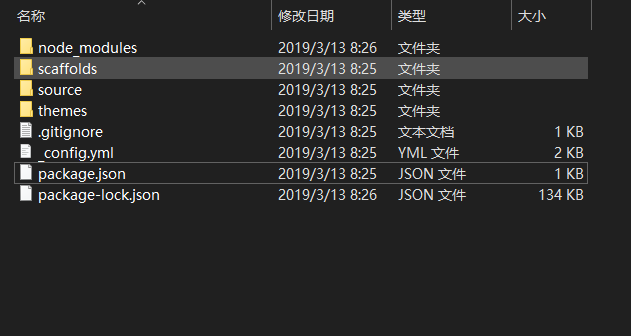 名称 修改日期 类型 大小
node_modules 2019/3/13 8:26 文件夹
scaffolds 2019/3/13 8:25 文件夹
source 2019/3/13 8:25 文件夹
themes 2019/3/13 8:25 文件夹
.gitignore 2019/3/13 8:25 文本文档 1 KB
_config.yml 2019/3/13 8:25 YML 文件 2 KB
package.json 2019/3/13 8:25 JSON 文件 1 KB
package-lock.json 2019/3/13 8:26 JSON 文件 134 KB